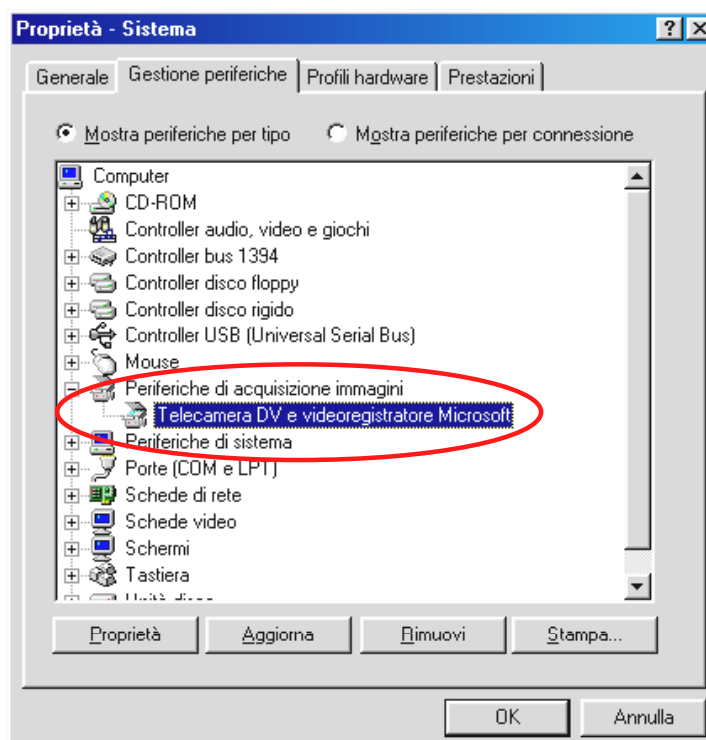 Proprietà - Sistema
Generale Gestione periferiche Profili hardware Prestazioni
Mostra periferiche per tipo Mostra periferiche per connessione
Computer
CD-ROM
Controller audio, video e giochi
Controller bus 1394
Controller disco floppy
Controller disco rigido
Controller USB (Universal Serial Bus)
Mouse
Periferiche di acquisizione immagini
Telecamera DV e videoregistratore Microsoft
Periferiche di sistema
Porte (COM e LPT)
Schede di rete
Schede video
Schermi
Tastiera
Unità disco
Proprietà Aggiorna Rimuovi Stampa...
OK Annulla